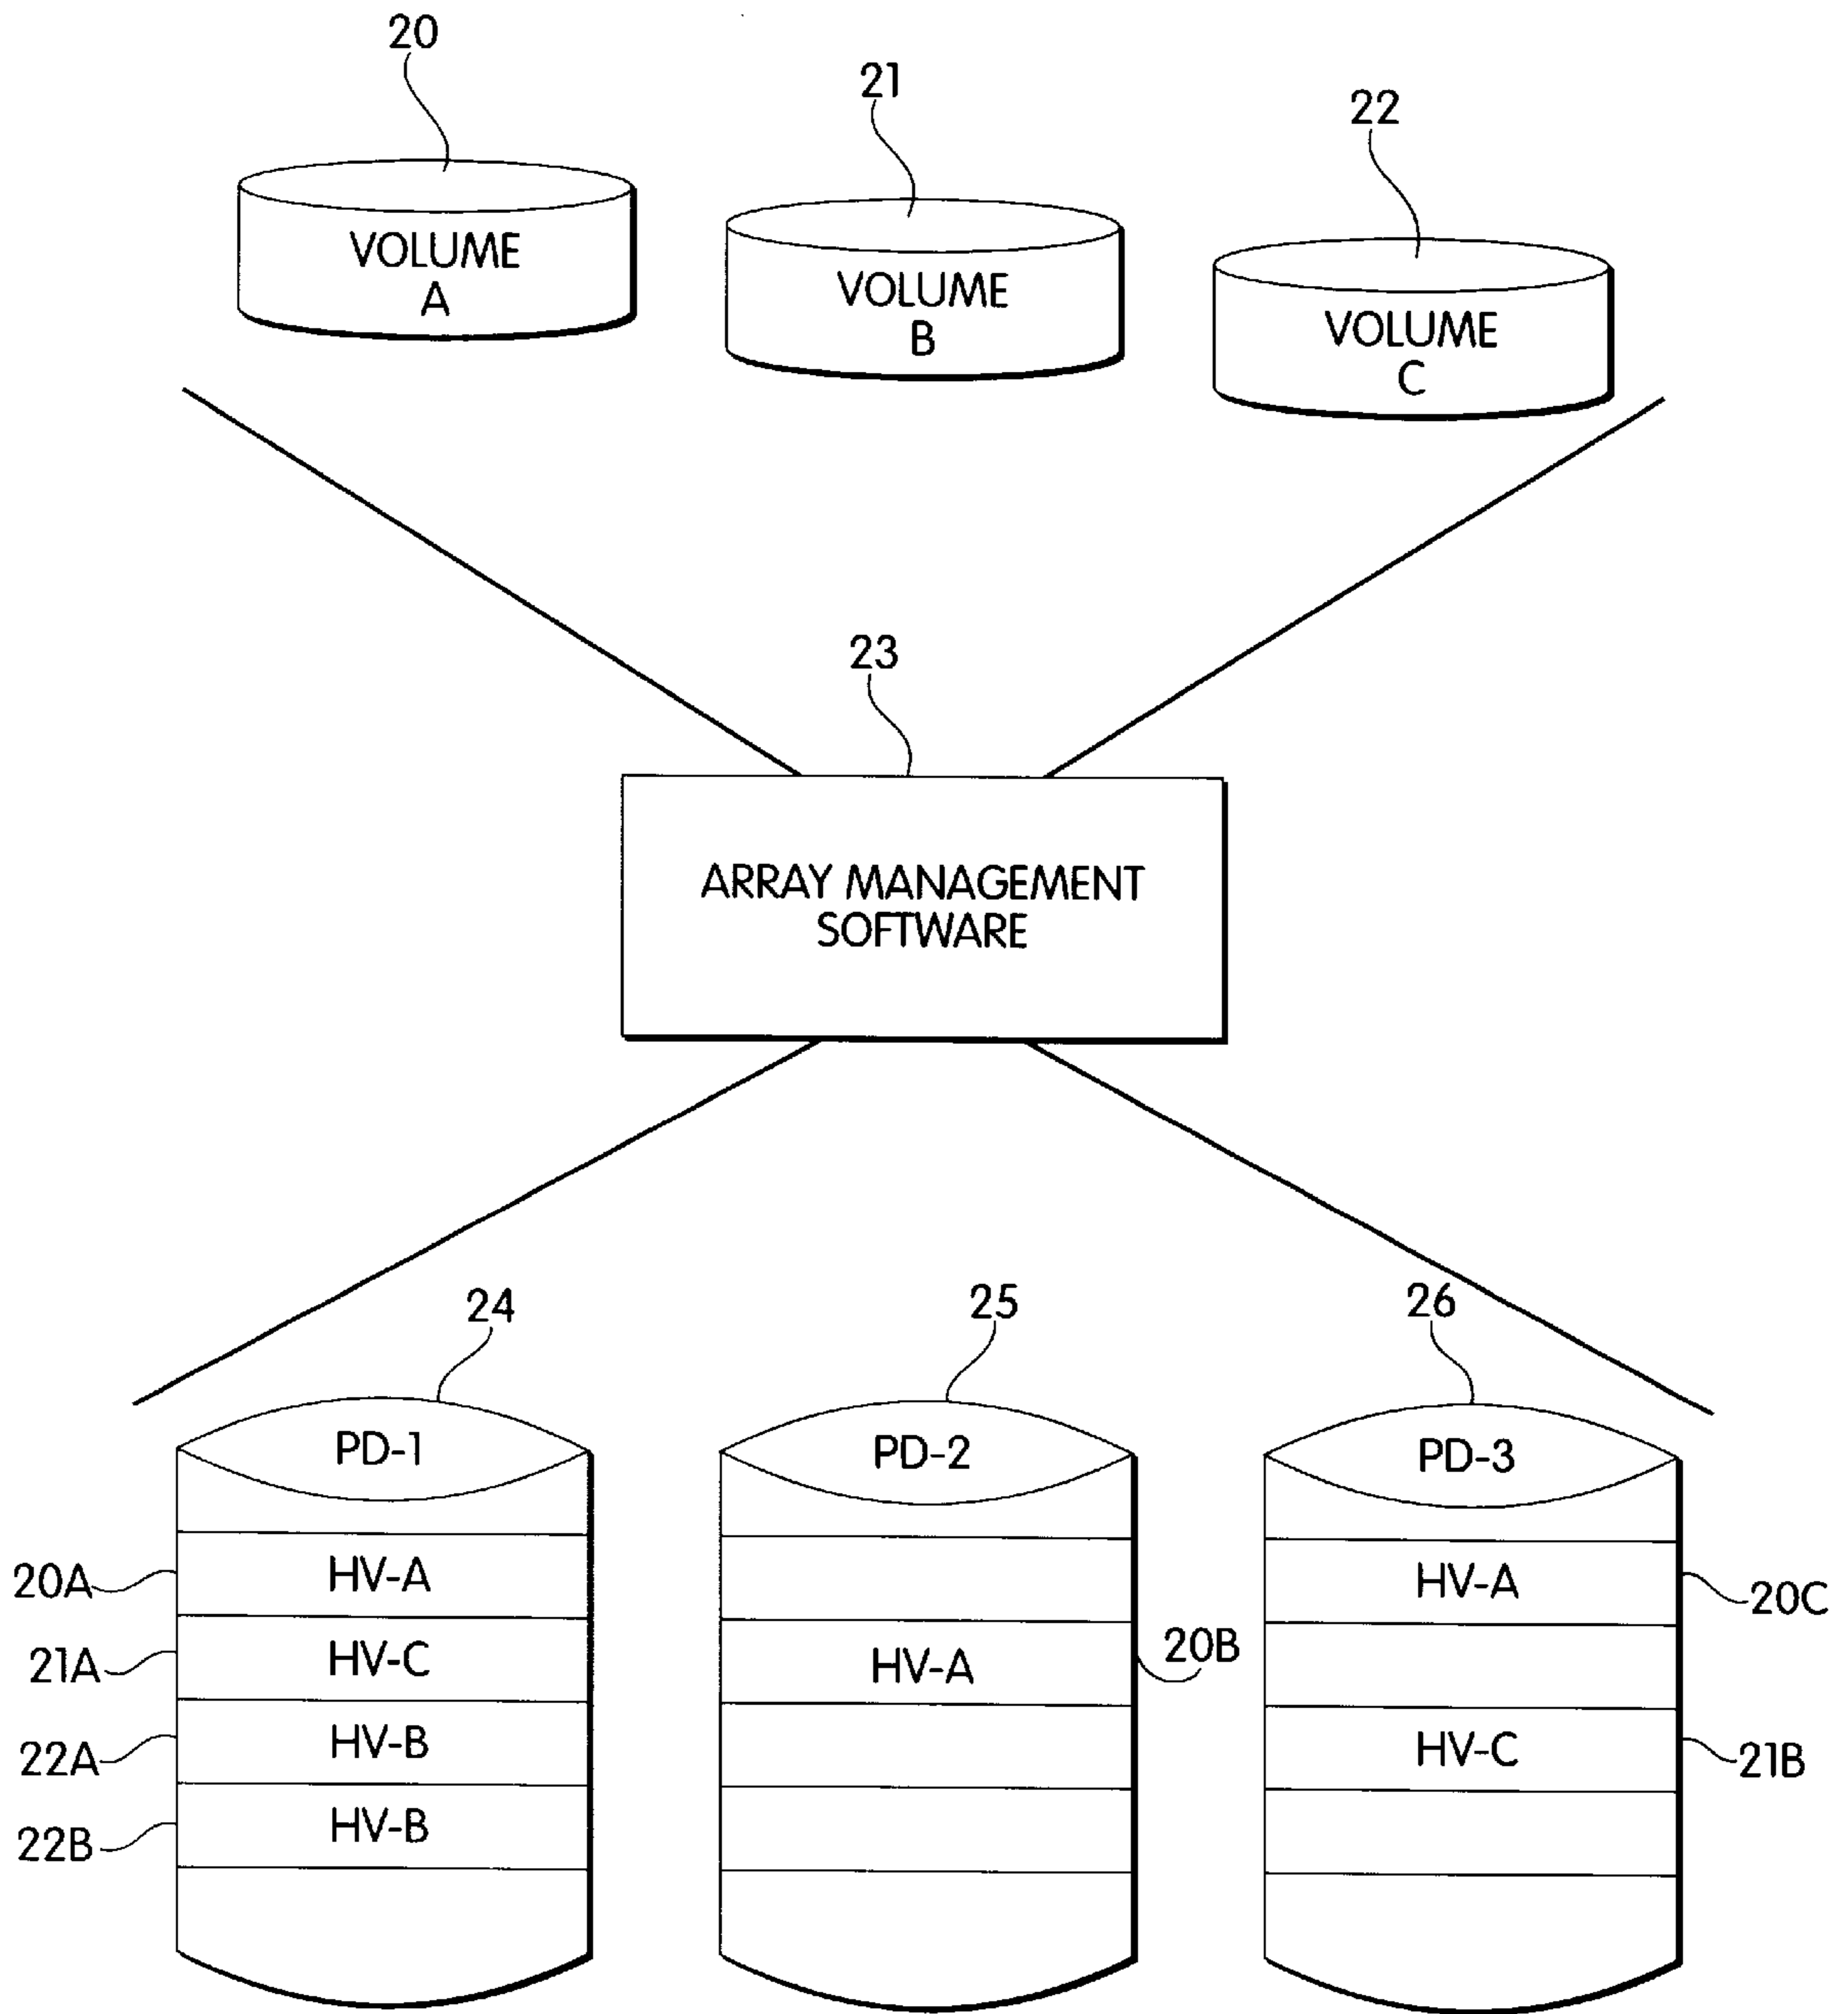 20
21
22
VOLUME
A
VOLUME
B
VOLUME
C
23
ARRAY MANAGEMENT
SOFTWARE
24
25
26
PD-1
PD-2
PD-3
20A
HV-A
HV-A
20C
21A
HV-C
HV-A
20B
22A
HV-B
HV-C
21B
22B
HV-B